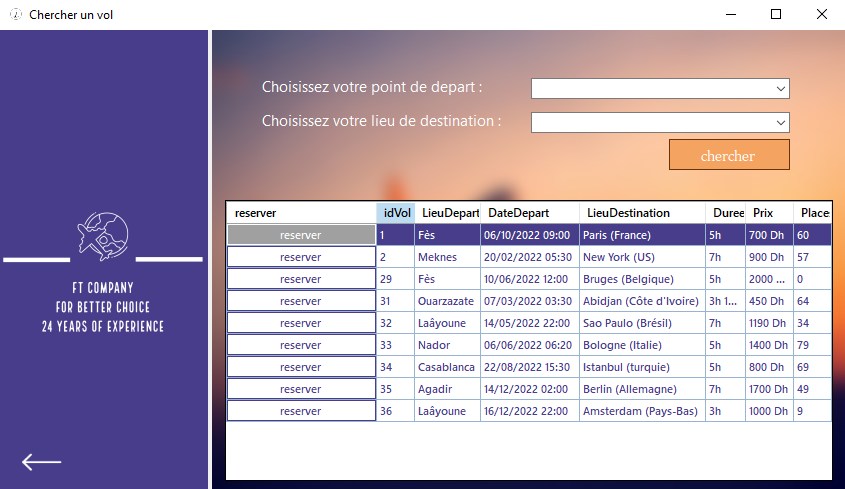 Chercher un vol
Choisissez votre point de depart :
Choisissez votre lieu de destination :
chercher
FT COMPANY
FOR BETTER CHOICE
24 YEARS OF EXPERIENCE
reserver idVol LieuDepart DateDepart LieuDestination Duree Prix Place
reserver 1 Fès 06/10/2022 09:00 Paris (France) 5h 700 Dh 60
reserver 2 Meknes 20/02/2022 05:30 New York (US) 7h 900 Dh 57
reserver 29 Fès 10/06/2022 12:00 Bruges (Belgique) 5h 2000 ... 0
reserver 31 Ouarzazate 07/03/2022 03:30 Abidjan (Côte d'Ivoire) 3h 1... 450 Dh 64
reserver 32 Laâyoune 14/05/2022 22:00 Sao Paulo (Brésil) 7h 1190 Dh 34
reserver 33 Nador 06/06/2022 06:20 Bologne (Italie) 5h 1400 Dh 79
reserver 34 Casablanca 22/08/2022 15:30 Istanbul (turquie) 5h 800 Dh 69
reserver 35 Agadir 14/12/2022 02:00 Berlin (Allemagne) 7h 1700 Dh 49
reserver 36 Laâyoune 16/12/2022 22:00 Amsterdam (Pays-Bas) 3h 1000 Dh 9